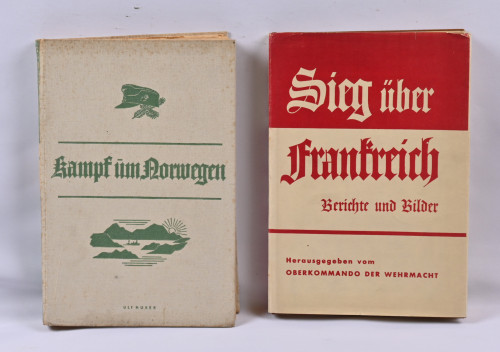 Kampf um Norwegen
Sieg über
Frankreich
Berichte und Bilder
Herausgegeben vom
OBERKOMMANDO DER WEHRMACHT